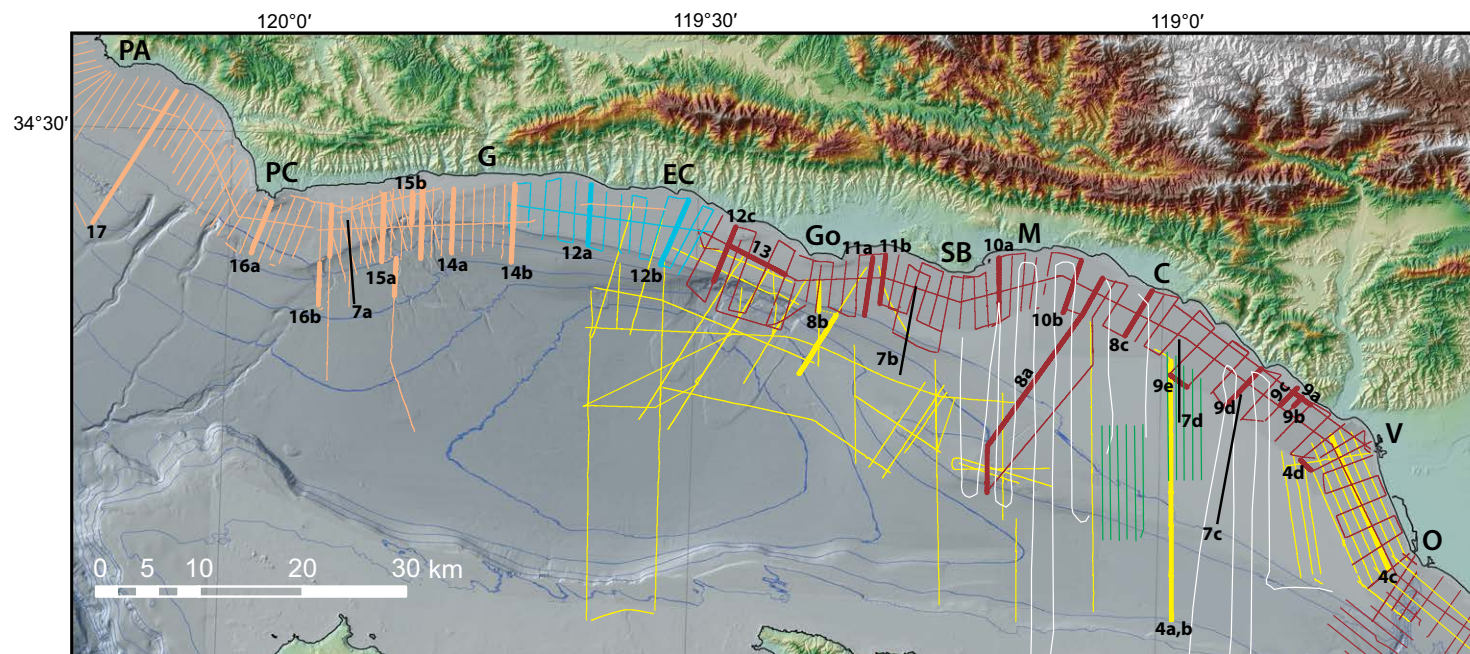 120°0′ 119°30′ 119°0′
PA
34°30′
PC
G
EC
15b
12c
13
Go
11a
11b
SB
10a
M
C
17
16a
15a
14a
14b
12a
12b
16b
7a
8b
7b
10b
8a
8c
9e
7d
9d
9c
9a
9b
V
4d
7c
O
4c
0 5 10 20 30 km
4a,b